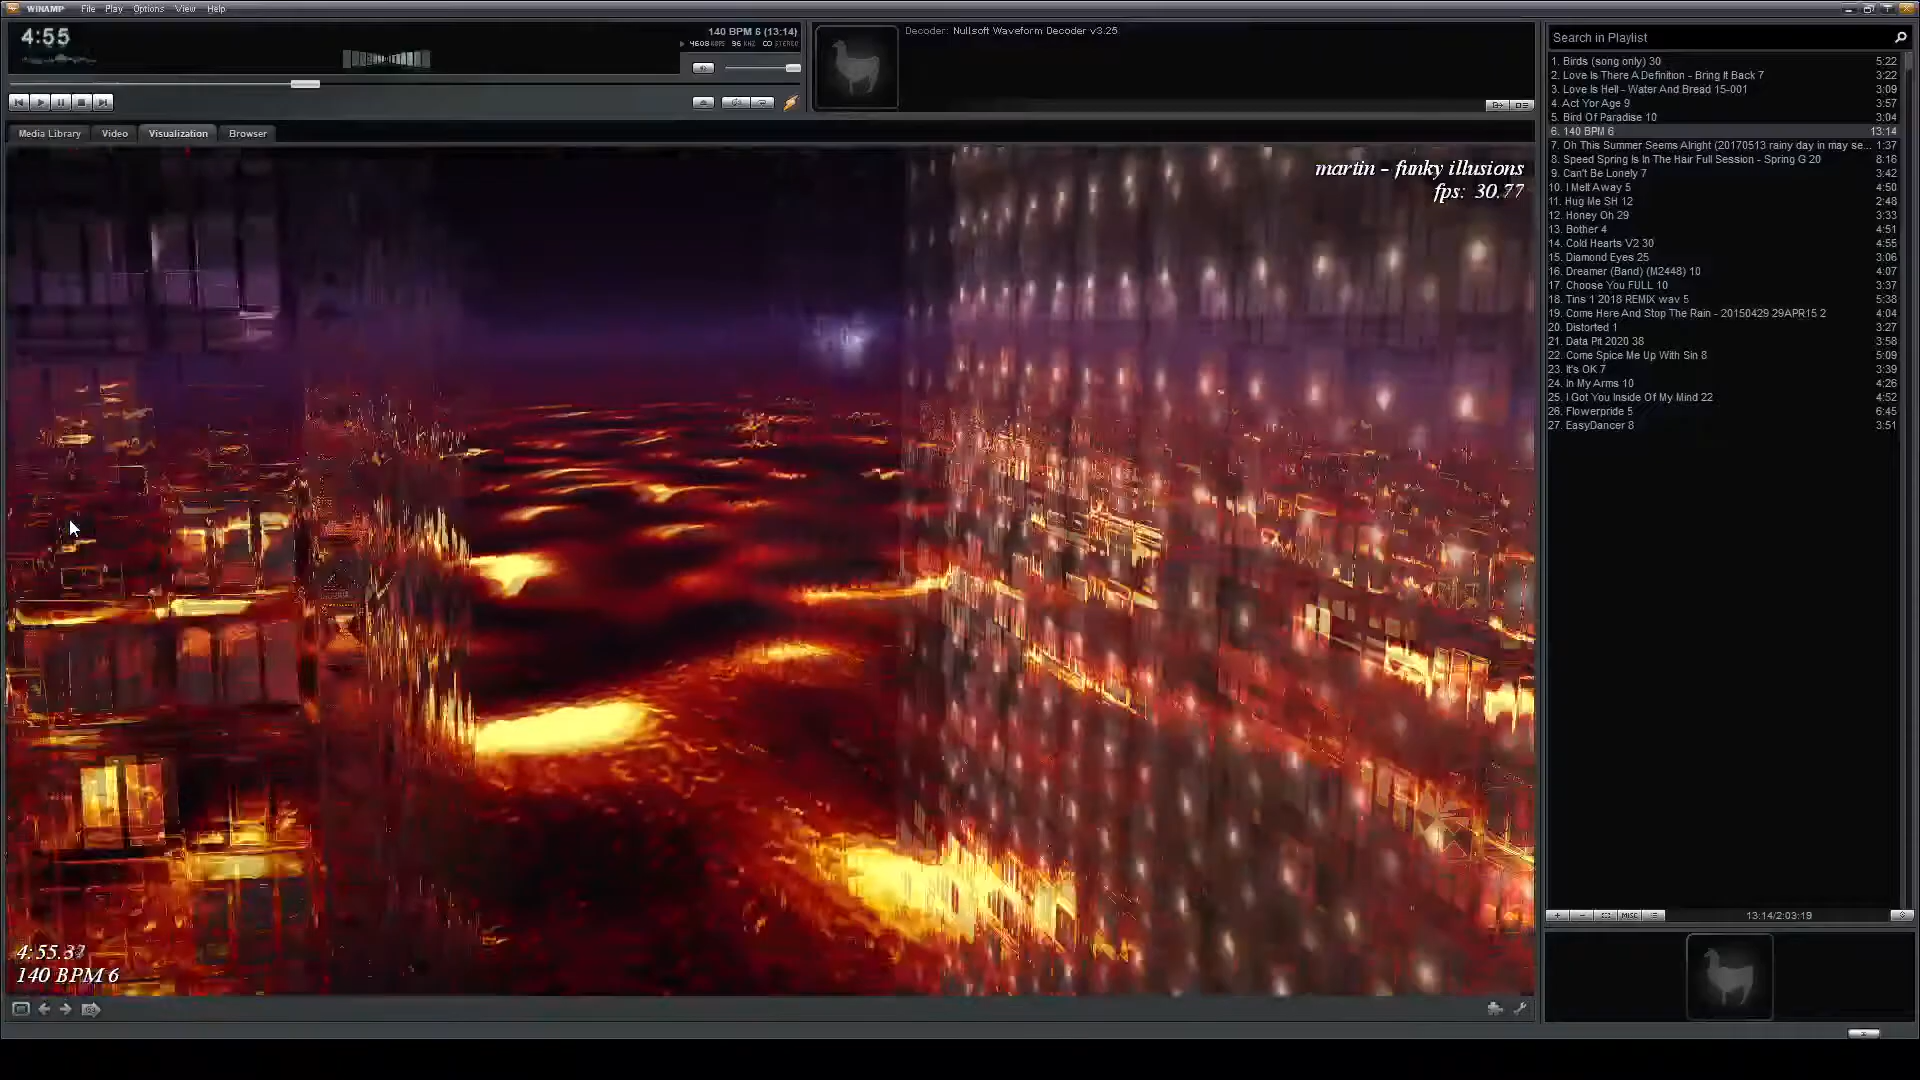 WINAMP File Play Options View Help
4:55
140 BPM 6 (13:14)
4608 KBPS 96 KHZ STEREO
Decoder: Nullsoft Waveform Decoder v3.25
Media Library Video Visualization Browser
martin - funky illusions
fps: 30.77
4:55.37
140 BPM 6
Search in Playlist
1. Birds (song only) 30 5:22
2. Love Is There A Definition - Bring It Back 7 3:22
3. Love Is Hell - Water And Bread 15-001 3:09
4. Act Yor Age 9 3:57
5. Bird Of Paradise 10 3:04
6. 140 BPM 6 13:14
7. Oh This Summer Seems Alright (20170513 rainy day in may se... 1:37
8. Speed Spring Is In The Hair Full Session - Spring G 20 8:16
9. Can't Be Lonely 7 3:42
10. I Melt Away 5 4:50
11. Hug Me SH 12 2:48
12. Honey Oh 29 3:33
13. Bother 4 4:51
14. Cold Hearts V2 30 4:55
15. Diamond Eyes 25 3:06
16. Dreamer (Band) (M2448) 10 4:07
17. Choose You FULL 10 3:37
18. Tins 1 2018 REMIX wav 5 5:38
19. Come Here And Stop The Rain - 20150429 29APR15 2 4:04
20. Distorted 1 3:27
21. Data Pit 2020 38 3:58
22. Come Spice Me Up With Sin 8 5:09
23. It's OK 7 3:39
24. In My Arms 10 4:26
25. I Got You Inside Of My Mind 22 4:52
26. Flowerpride 5 6:45
27. EasyDancer 8 3:51
MISC 13:14/2:03:19